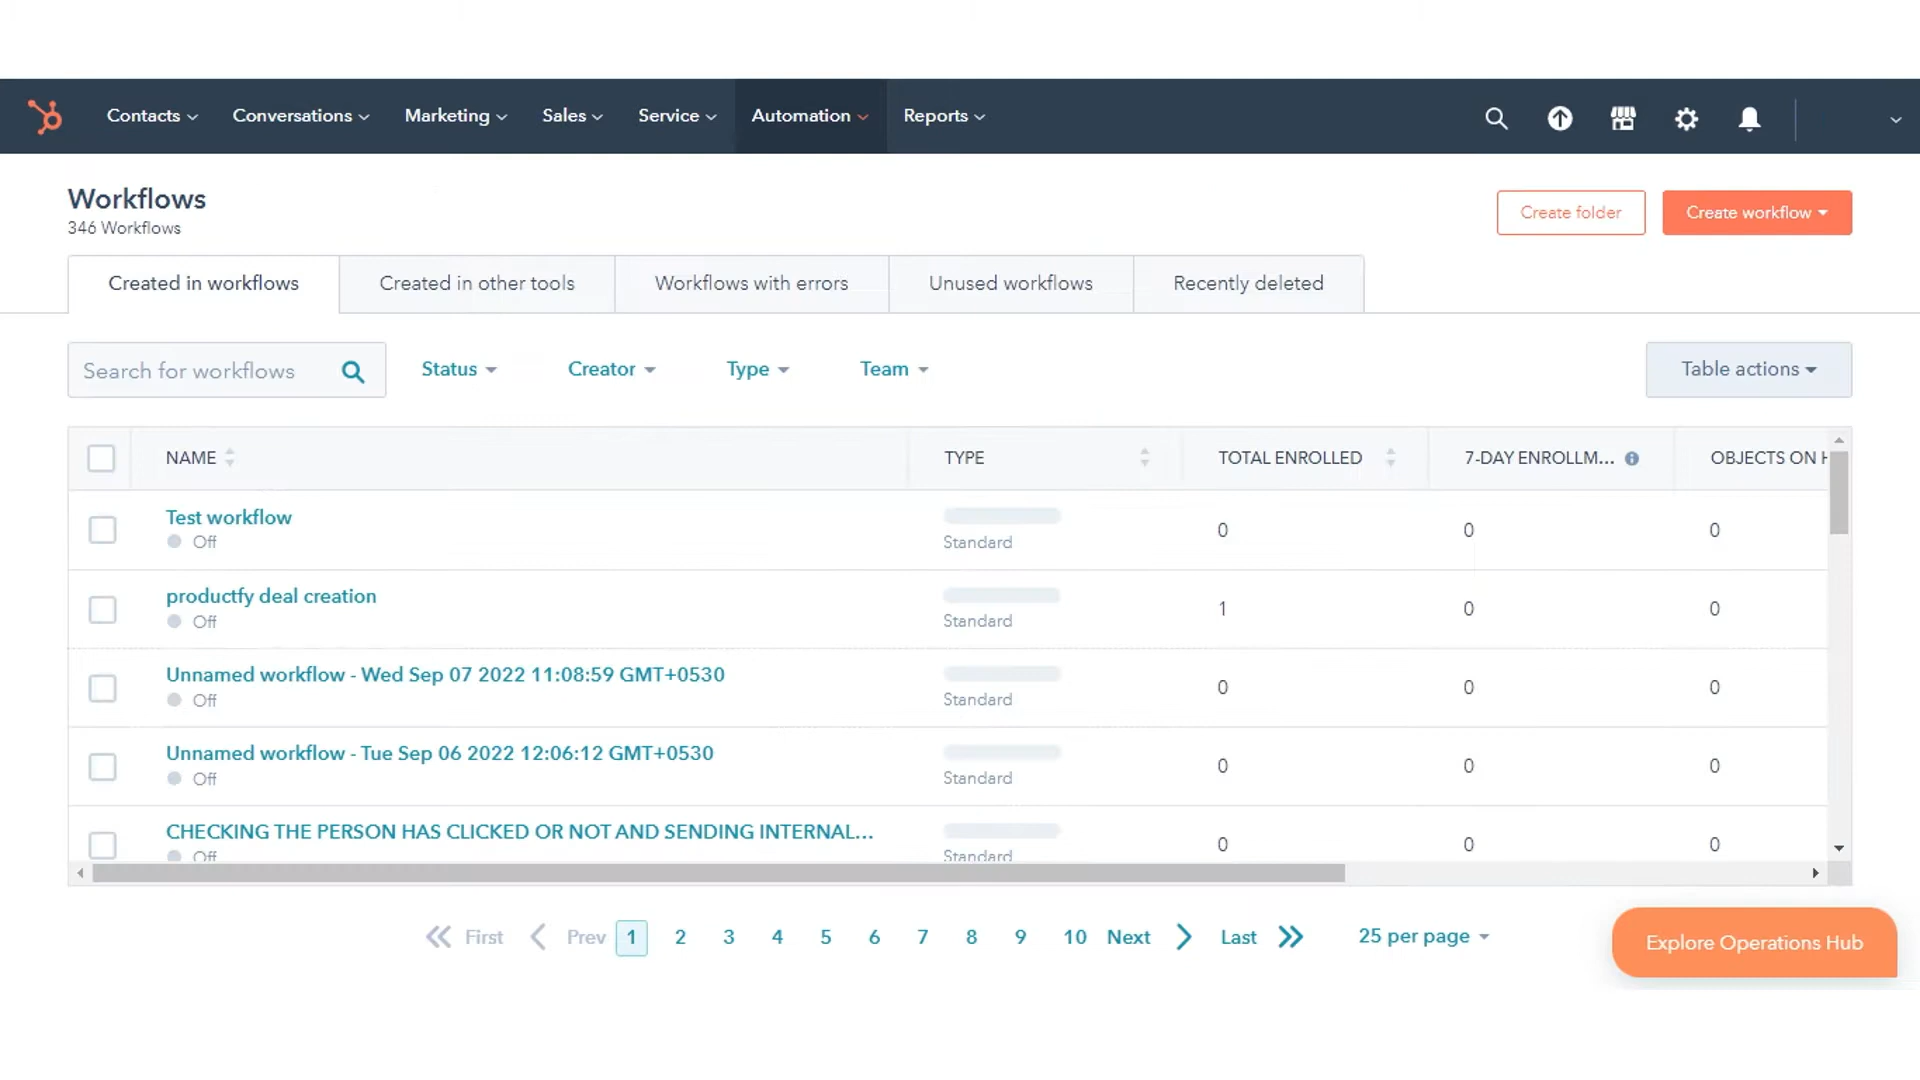 Contacts Conversations Marketing Sales Service Automation Reports
Workflows
346 Workflows
Create folder Create workflow
Created in workflows Created in other tools Workflows with errors Unused workflows Recently deleted
Search for workflows Status Creator Type Team Table actions
NAME TYPE TOTAL ENROLLED 7-DAY ENROLLM... OBJECTS ON
Test workflow
Off Standard 0 0 0
productfy deal creation
Off Standard 1 0 0
Unnamed workflow - Wed Sep 07 2022 11:08:59 GMT+0530
Off Standard 0 0 0
Unnamed workflow - Tue Sep 06 2022 12:06:12 GMT+0530
Off Standard 0 0 0
CHECKING THE PERSON HAS CLICKED OR NOT AND SENDING INTERNAL...
Off Standard 0 0 0
First Prev 1 2 3 4 5 6 7 8 9 10 Next Last 25 per page
Explore Operations Hub